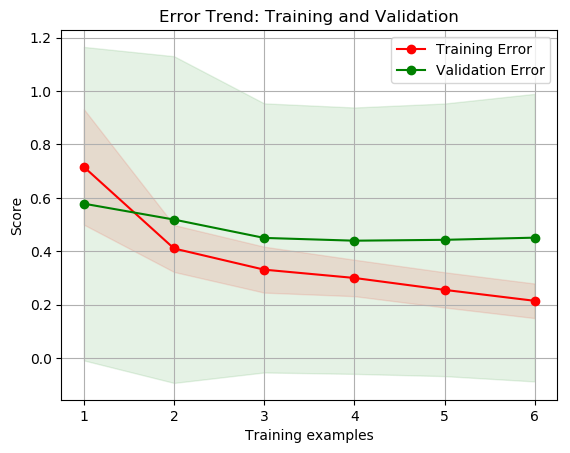 Error Trend: Training and Validation
Training Error
Validation Error
Score
1.2
1.0
0.8
0.6
0.4
0.2
0.0
1 2 3 4 5 6
Training examples